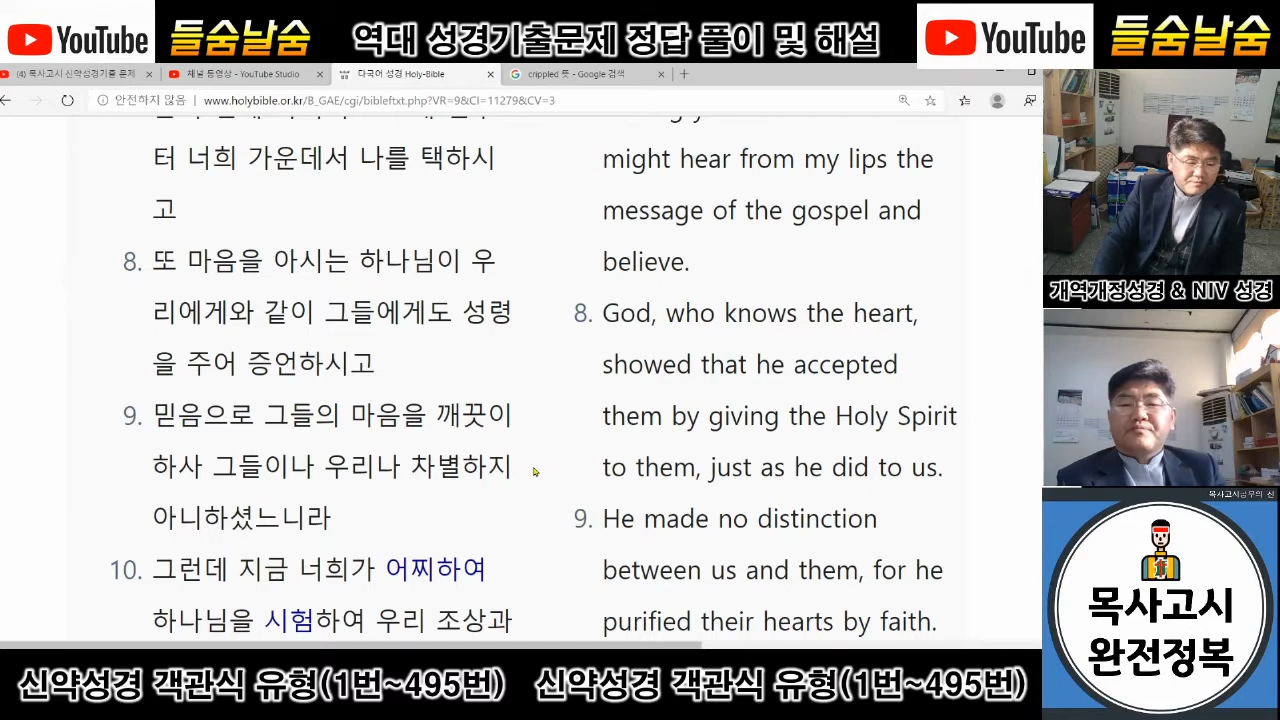 YouTube 들숨날숨 역대 성경기출문제 정답 풀이 및 해설 YouTube 들숨날숨
(4) 목사고시 신약성경기출 문제 채널 동영상 - YouTube Studio 다국어 성경 Holy-Bible crippled 뜻 - Google 검색
안전하지 않음 www.holybible.or.kr/B_GAE/cgi/bibleftxt.php?VR=9&CI=11279&CV=3
터 너희 가운데서 나를 택하시
고
8. 또 마음을 아시는 하나님이 우
리에게와 같이 그들에게도 성령
을 주어 증언하시고
9. 믿음으로 그들의 마음을 깨끗이
하사 그들이나 우리나 차별하지
아니하셨느니라
10. 그런데 지금 너희가 어찌하여
하나님을 시험하여 우리 조상과
might hear from my lips the
message of the gospel and
believe.
8. God, who knows the heart,
showed that he accepted
them by giving the Holy Spirit
to them, just as he did to us.
9. He made no distinction
between us and them, for he
purified their hearts by faith.
개역개정성경 & NIV 성경
목사고시공부의 신
목사고시
완전정복
신약성경 객관식 유형(1번~495번) 신약성경 객관식 유형(1번~495번)